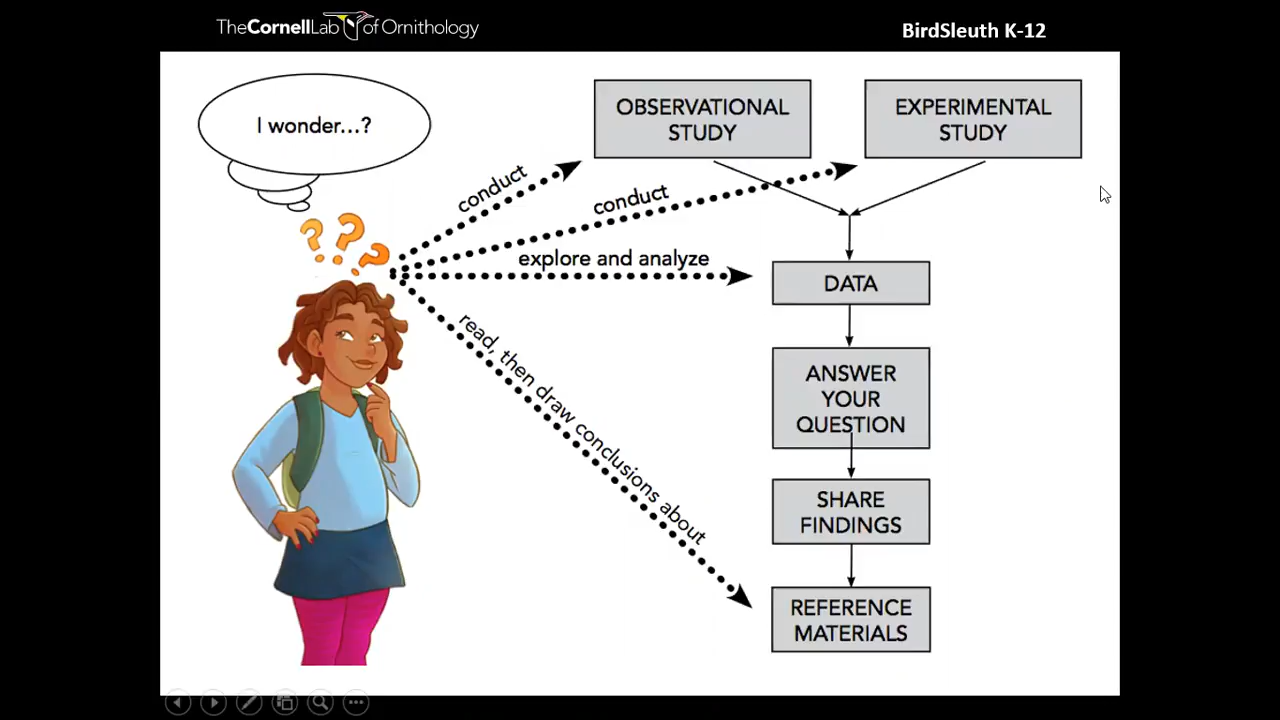 TheCornellLab of Ornithology
BirdSleuth K-12
I wonder...?
OBSERVATIONAL
STUDY
EXPERIMENTAL
STUDY
conduct
conduct
explore and analyze
read, then draw conclusions about
DATA
ANSWER
YOUR
QUESTION
SHARE
FINDINGS
REFERENCE
MATERIALS
???